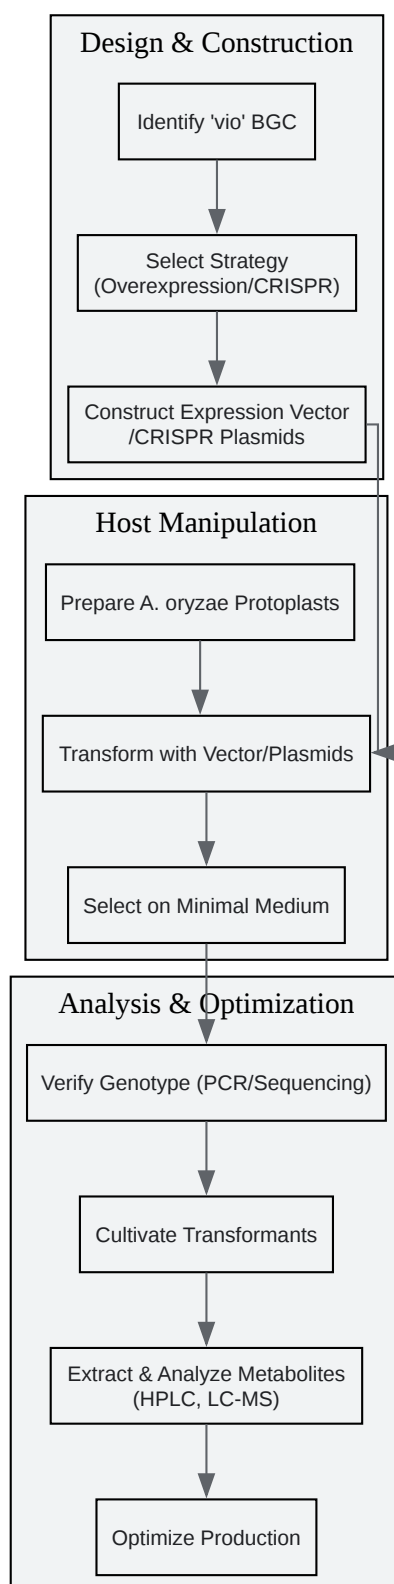 Design & Construction
Identify 'vio' BGC
Select Strategy
(Overexpression/CRISPR)
Construct Expression Vector
/CRISPR Plasmids
Host Manipulation
Prepare A. oryzae Protoplasts
Transform with Vector/Plasmids
Select on Minimal Medium
Analysis & Optimization
Verify Genotype (PCR/Sequencing)
Cultivate Transformants
Extract & Analyze Metabolites
(HPLC, LC-MS)
Optimize Production